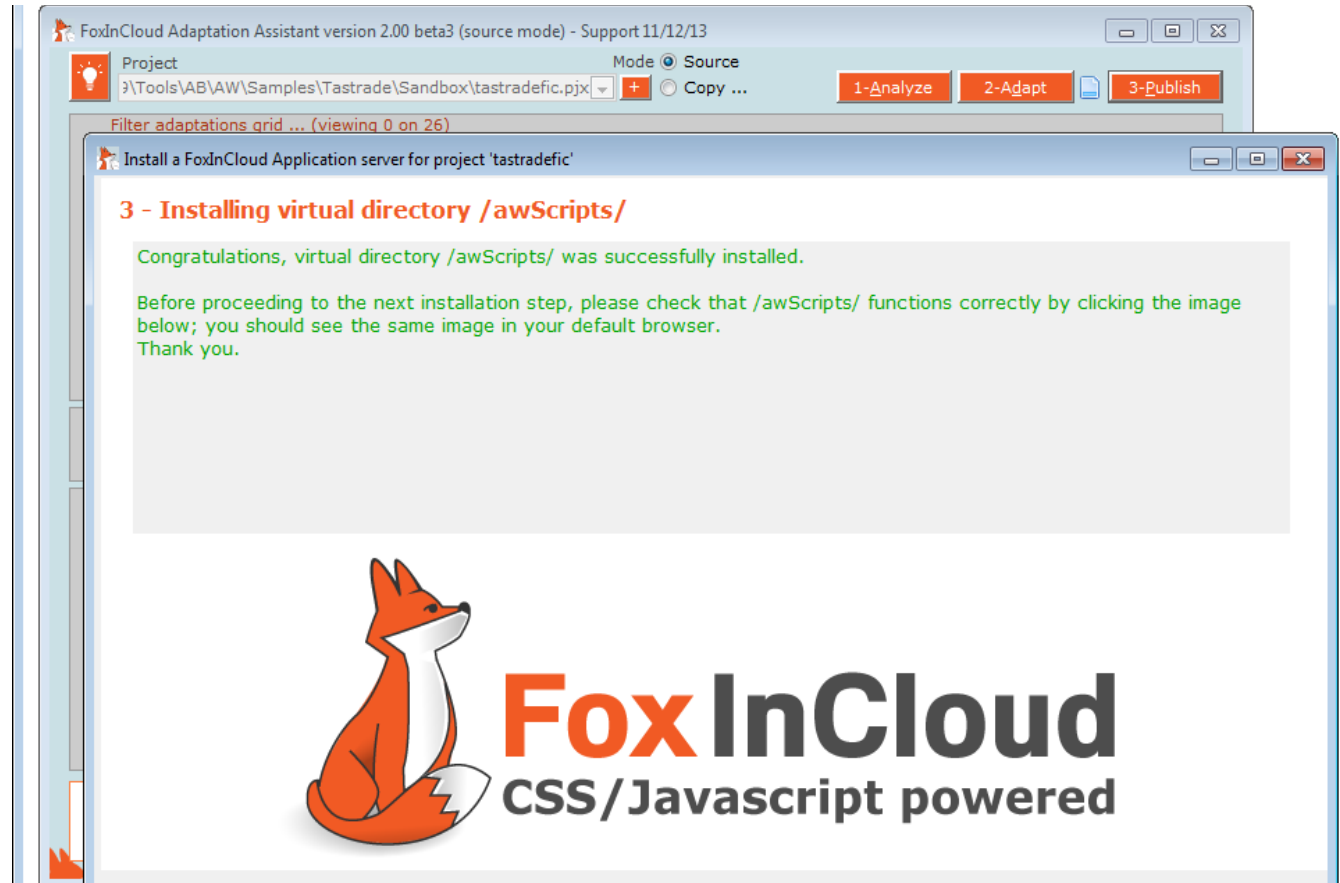 FoxInCloud Adaptation Assistant version 2.00 beta3 (source mode) - Support 11/12/13
Project
Mode Source
\Tools\AB\AW\Samples\Tastrade\Sandbox\tastradefic.pjx + Copy ...
1-Analyze 2-Adapt 3-Publish
Filter adaptations grid ... (viewing 0 on 26)
Install a FoxInCloud Application server for project 'tastradefic'
3 - Installing virtual directory /awScripts/
Congratulations, virtual directory /awScripts/ was successfully installed.
Before proceeding to the next installation step, please check that /awScripts/ functions correctly by clicking the image
below; you should see the same image in your default browser.
Thank you.
FoxInCloud
CSS/Javascript powered